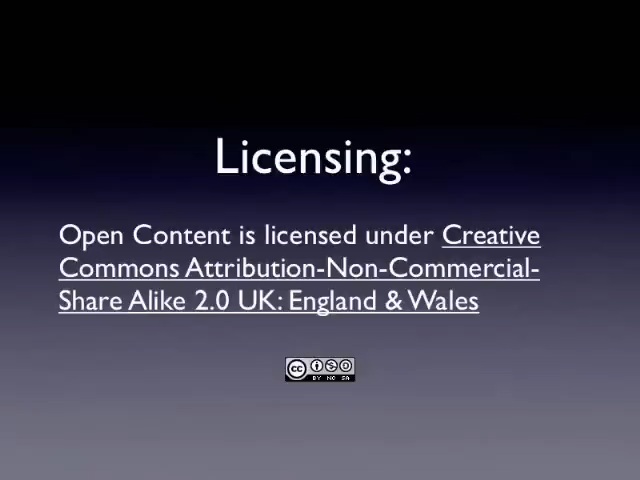 Licensing:
Open Content is licensed under Creative
Commons Attribution-Non-Commercial-
Share Alike 2.0 UK: England & Wales
cc
BY NC SA